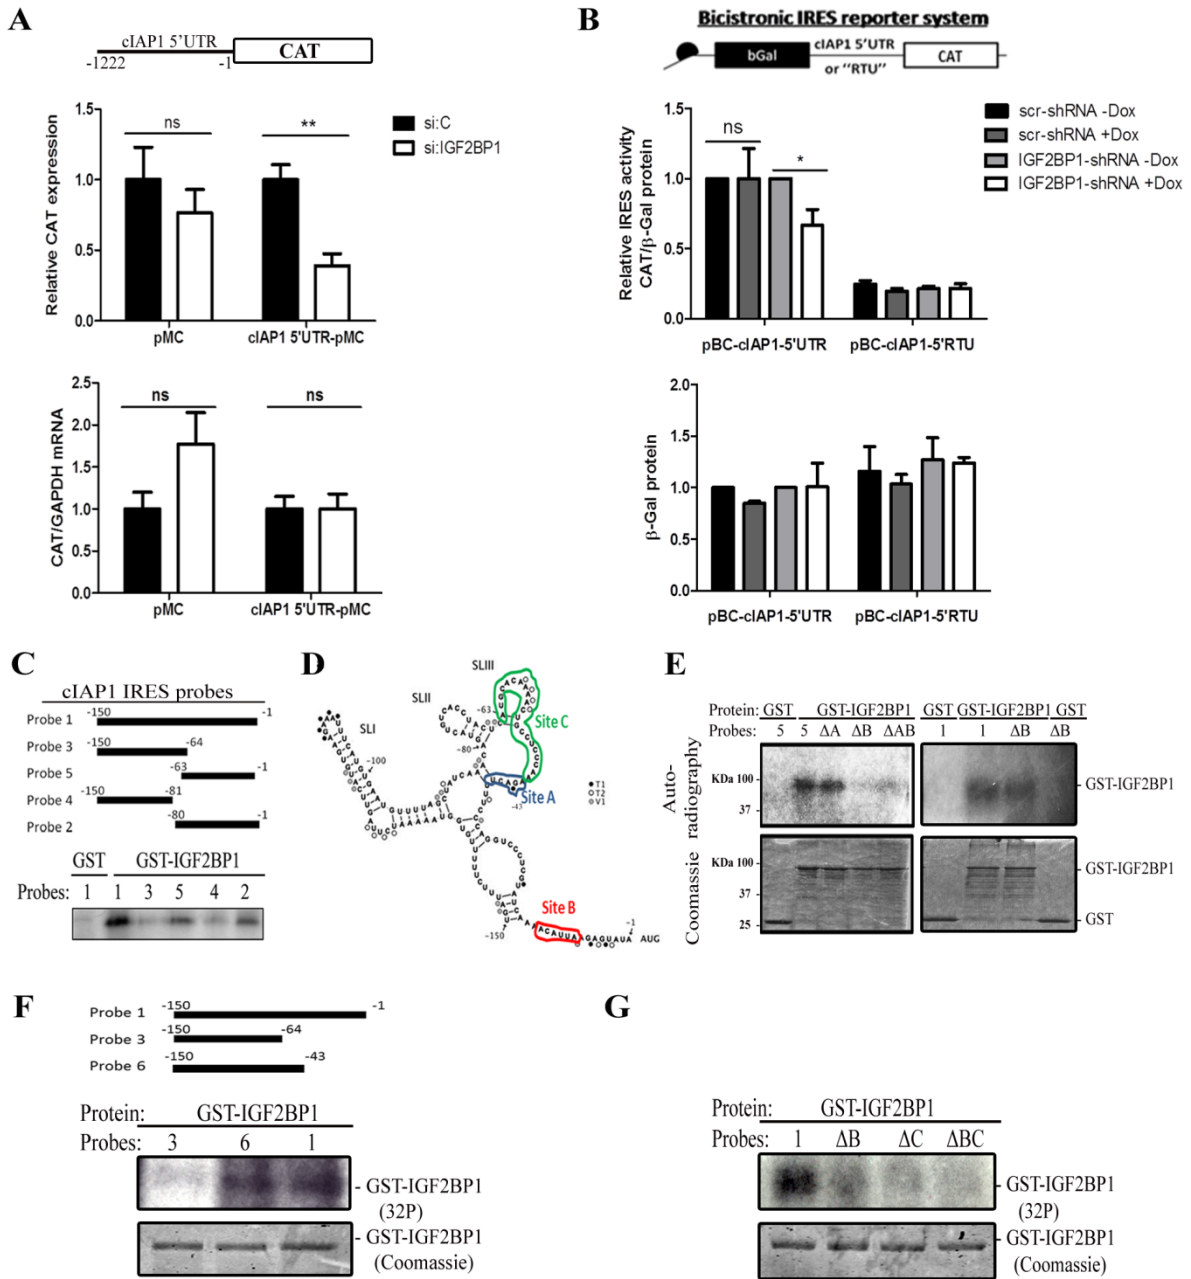 A
cIAP1 5'UTR
CAT
-1222
-1
Relative CAT expression
1.5
1.0
0.5
0.0
ns
**
si:C
si:IGF2BP1
pMC
cIAP1 5'UTR-pMC
CAT/GAPDH mRNA
2.5
2.0
1.5
1.0
0.5
0.0
ns
ns
pMC
cIAP1 5'UTR-pMC
B
Bicistronic IRES reporter system
bGal
cIAP1 5'UTR
or "RTU"
CAT
Relative IRES activity
CAT/β-Gal protein
1.5
1.0
0.5
0.0
ns
*
scr-shRNA -Dox
scr-shRNA +Dox
IGF2BP1-shRNA -Dox
IGF2BP1-shRNA +Dox
pBC-cIAP1-5'UTR
pBC-cIAP1-5'RTU
β-Gal protein
2.0
1.5
1.0
0.5
0.0
pBC-cIAP1-5'UTR
pBC-cIAP1-5'RTU
C
cIAP1 IRES probes
Probe 1
-150
-1
Probe 3
-150
-64
Probe 5
-63
-1
Probe 4
-150
-81
Probe 2
-80
-1
GST GST-IGF2BP1
Probes: 1 1 3 5 4 2
D
SLIII
SLII
SLI
-63
-80
-100
-43
-150
-1
Site C
Site A
Site B
ACAUUA
GAGUAUA AUG
T1
T2
V1
E
Protein: GST GST-IGF2BP1 GST GST-IGF2BP1 GST
Probes: 5 5 ΔA ΔB ΔAB 1 1 ΔB ΔB
Auto-
radiography
KDa 100
37
GST-IGF2BP1
Coomassie
KDa 100
37
25
GST-IGF2BP1
GST
F
Probe 1
-150
-1
Probe 3
-150
-64
Probe 6
-150
-43
Protein: GST-IGF2BP1
Probes: 3 6 1
- GST-IGF2BP1
(32P)
- GST-IGF2BP1
(Coomassie)
G
Protein: GST-IGF2BP1
Probes: 1 ΔB ΔC ΔBC
- GST-IGF2BP1
(32P)
- GST-IGF2BP1
(Coomassie)